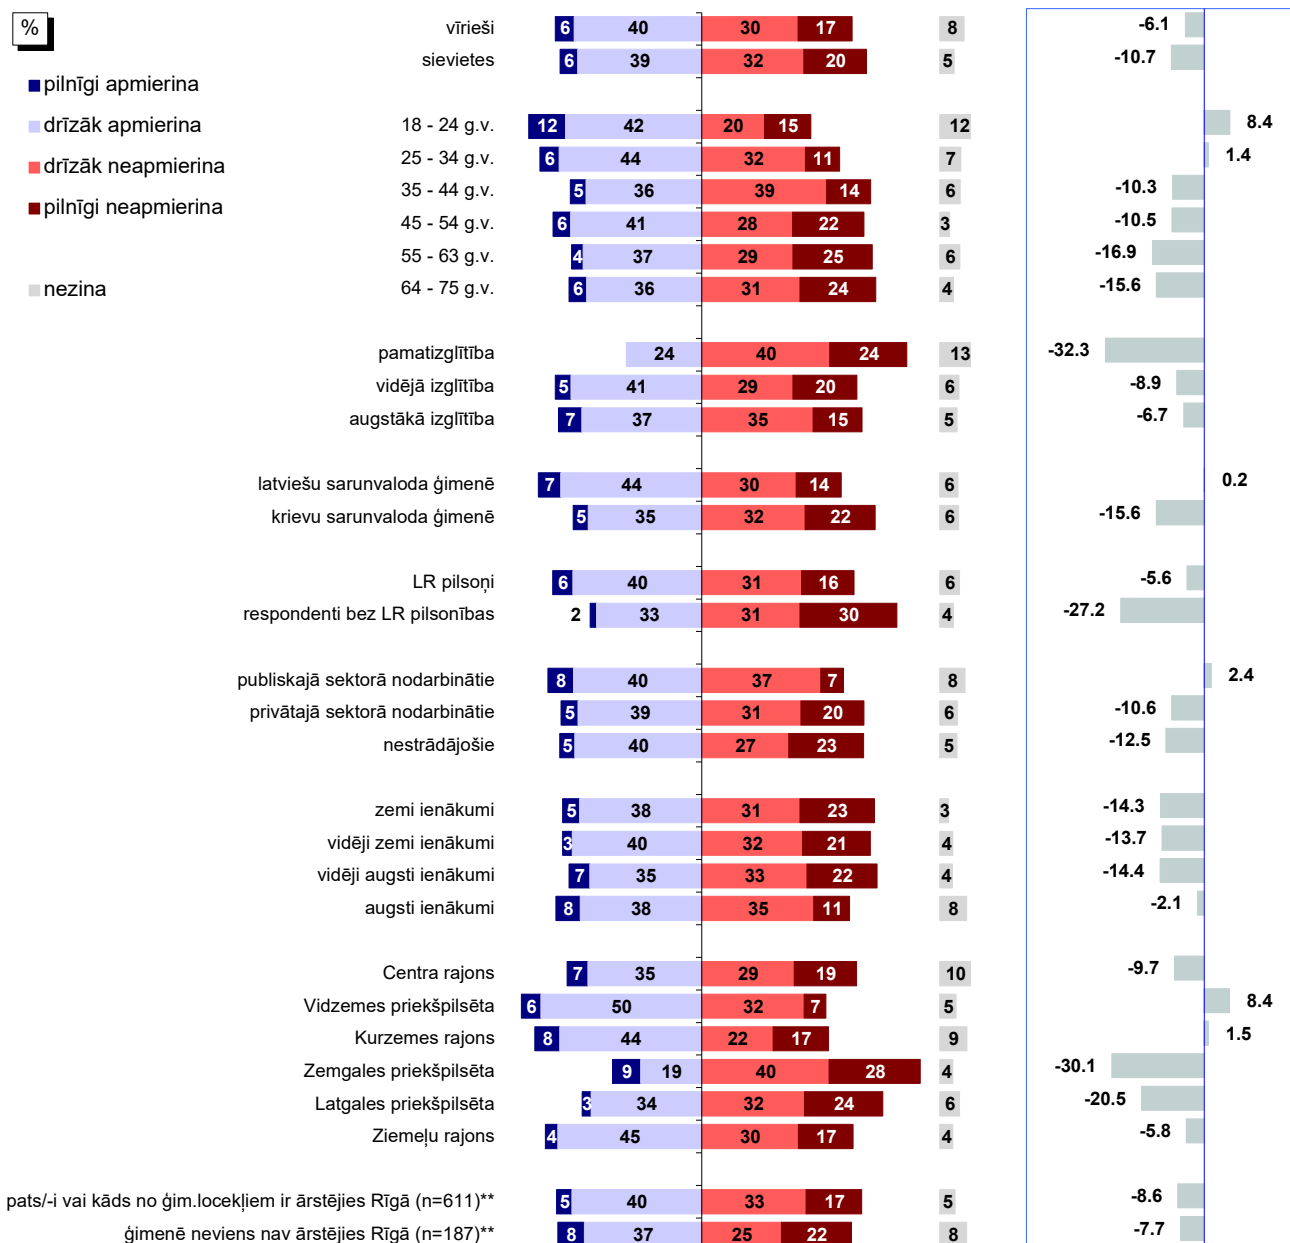 %
pilnīgi apmierina
drīzāk apmierina
drīzāk neapmierina
pilnīgi neapmierina
nezina
vīrieši 6 40 30 17 8 -6.1
sievietes 6 39 32 20 5 -10.7
18 - 24 g.v. 12 42 20 15 12 8.4
25 - 34 g.v. 6 44 32 11 7 1.4
35 - 44 g.v. 5 36 39 14 6 -10.3
45 - 54 g.v. 6 41 28 22 3 -10.5
55 - 63 g.v. 4 37 29 25 6 -16.9
64 - 75 g.v. 6 36 31 24 4 -15.6
pamatizglītība 24 40 24 13 -32.3
vidējā izglītība 5 41 29 20 6 -8.9
augstākā izglītība 7 37 35 15 5 -6.7
latviešu sarunvaloda ģimenē 7 44 30 14 6 0.2
krievu sarunvaloda ģimenē 5 35 32 22 6 -15.6
LR pilsoņi 6 40 31 16 6 -5.6
respondenti bez LR pilsonības 2 33 31 30 4 -27.2
publiskajā sektorā nodarbinātie 8 40 37 7 8 2.4
privātajā sektorā nodarbinātie 5 39 31 20 6 -10.6
nestrādājošie 5 40 27 23 5 -12.5
zemi ienākumi 5 38 31 23 3 -14.3
vidēji zemi ienākumi 3 40 32 21 4 -13.7
vidēji augsti ienākumi 7 35 33 22 4 -14.4
augsti ienākumi 8 38 35 11 8 -2.1
Centra rajons 7 35 29 19 10 -9.7
Vidzemes priekšpilsēta 6 50 32 7 5 8.4
Kurzemes rajons 8 44 22 17 9 1.5
Zemgales priekšpilsēta 9 19 40 28 4 -30.1
Latgales priekšpilsēta 3 34 32 24 6 -20.5
Ziemeļu rajons 4 45 30 17 4 -5.8
pats/-i vai kāds no ģim.locekļiem ir ārstējies Rīgā (n=611)** 5 40 33 17 5 -8.6
ģimenē neviens nav ārstējies Rīgā (n=187)** 8 37 25 22 8 -7.7